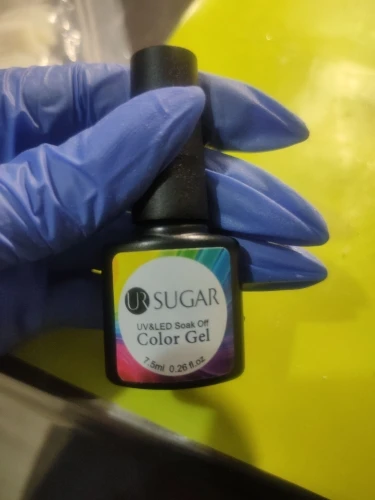 UR SUGAR
UV&LED Soak Off
Color Gel
7.5ml 0.26 fl.oz